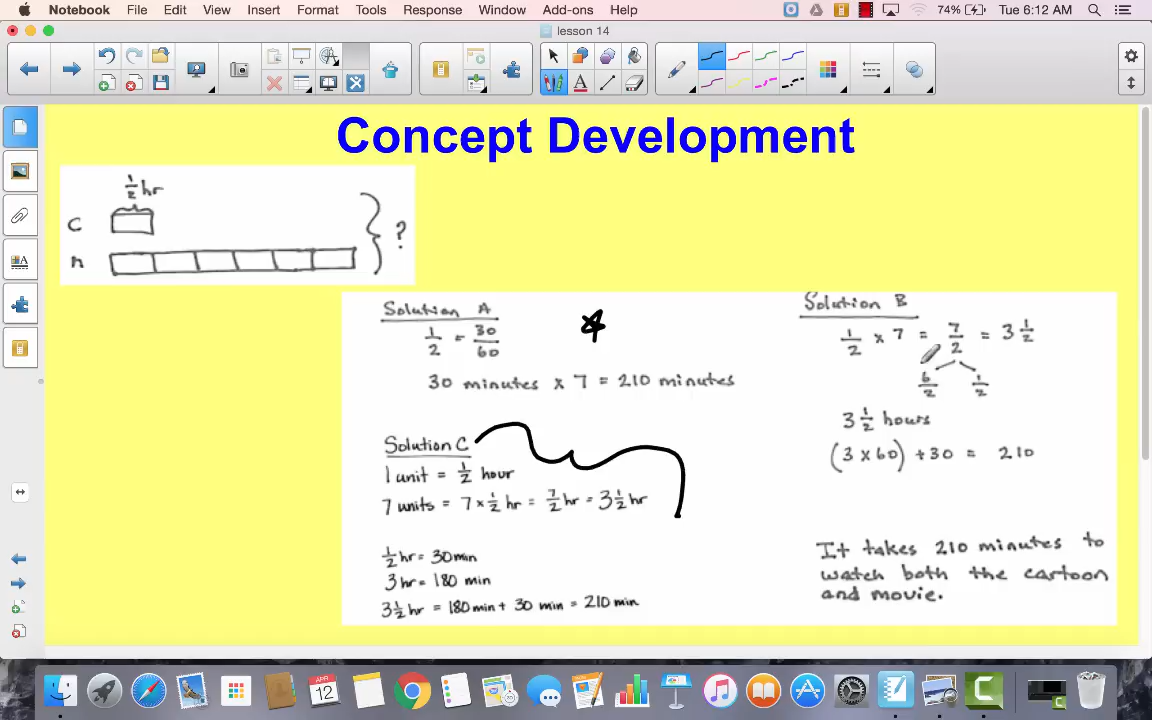 Notebook File Edit View Insert Format Tools Response Window Add-ons Help 74% Tue 6:12 AM
lesson 14
Concept Development
1/2 hr
C
?
Solution A
1/2 = 30/60
30 minutes x 7 = 210 minutes
Solution B
1/2 x 7 = 7/2 = 3 1/2
6/2 1/2
3 1/2 hours
(3 x 60) + 30 = 210
Solution C
1 unit = 1/2 hour
7 units = 7 x 1/2 hr = 7/2 hr = 3 1/2 hr
1/2 hr = 30 min
3 hr = 180 min
3 1/2 hr = 180 min + 30 min = 210 min
It takes 210 minutes to
watch both the cartoon
and movie.
APR
12